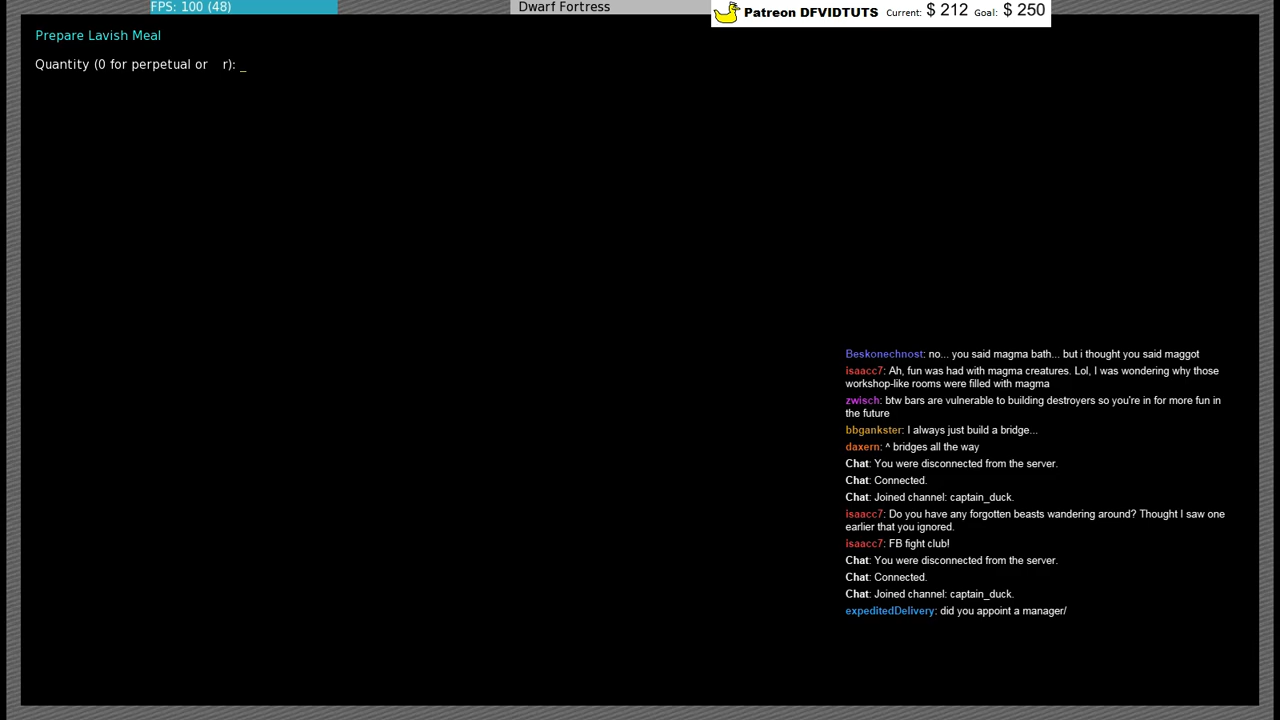 FPS: 100 (48)
Dwarf Fortress
Patreon DFVIDTUTS Current: $ 212 Goal: $ 250
Prepare Lavish Meal
Quantity (0 for perpetual or    r): _
Beskonechnost: no... you said magma bath... but i thought you said maggot
isaacc7: Ah, fun was had with magma creatures. Lol, I was wondering why those
workshop-like rooms were filled with magma
zwisch: btw bars are vulnerable to building destroyers so you're in for more fun in
the future
bbgankster: I always just build a bridge...
daxern: ^ bridges all the way
Chat: You were disconnected from the server.
Chat: Connected.
Chat: Joined channel: captain_duck.
isaacc7: Do you have any forgotten beasts wandering around? Thought I saw one
earlier that you ignored.
isaacc7: FB fight club!
Chat: You were disconnected from the server.
Chat: Connected.
Chat: Joined channel: captain_duck.
expeditedDelivery: did you appoint a manager/